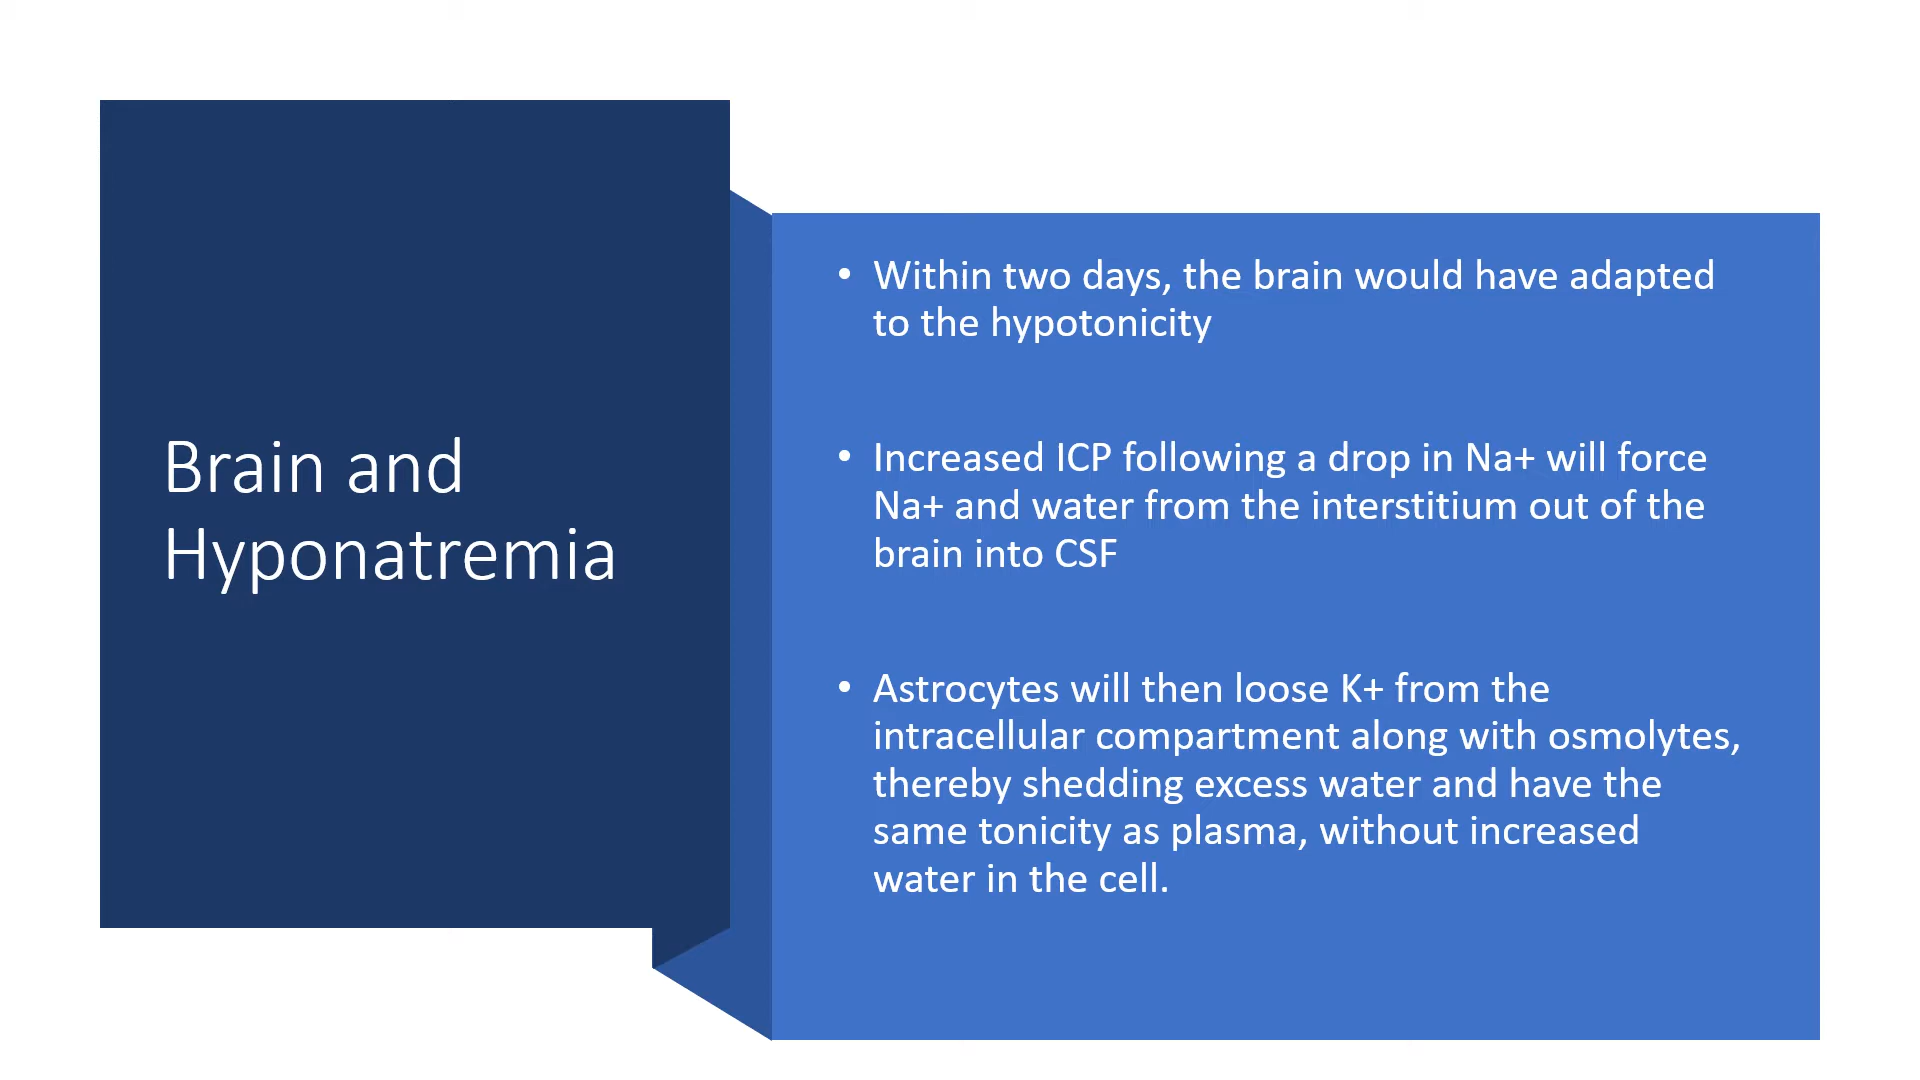 Brain and
Hyponatremia
• Within two days, the brain would have adapted
to the hypotonicity
• Increased ICP following a drop in Na+ will force
Na+ and water from the interstitium out of the
brain into CSF
• Astrocytes will then loose K+ from the
intracellular compartment along with osmolytes,
thereby shedding excess water and have the
same tonicity as plasma, without increased
water in the cell.